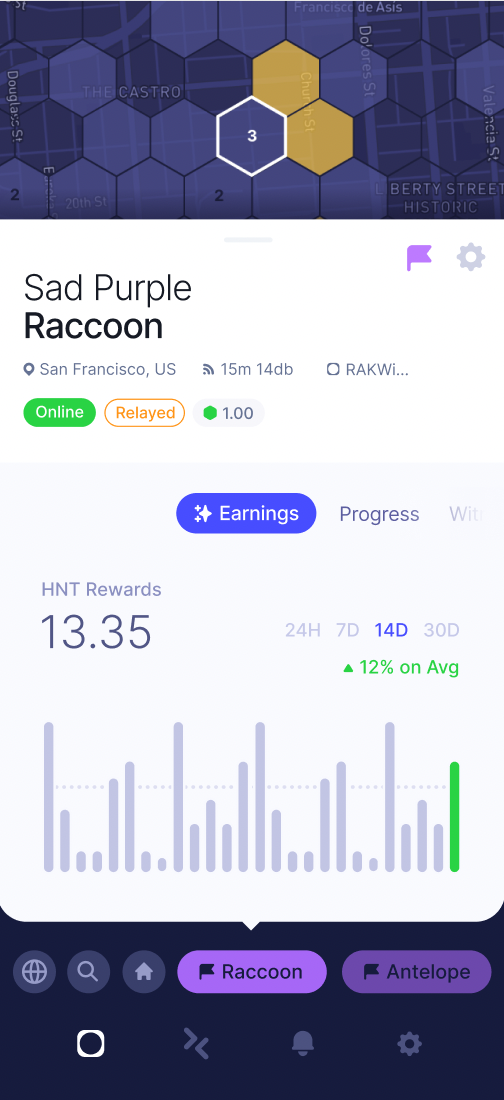 St
Francisco de Asis
Dolores St
Church St
Douglass St
Valencia St
THE CASTRO
3
2
20th St
2
LIBERTY STREET
HISTORIC
Sad Purple
Raccoon
San Francisco, US 15m 14db RAKWi...
Online Relayed 1.00
Earnings Progress Wit
HNT Rewards
13.35
24H 7D 14D 30D
12% on Avg
Raccoon Antelope